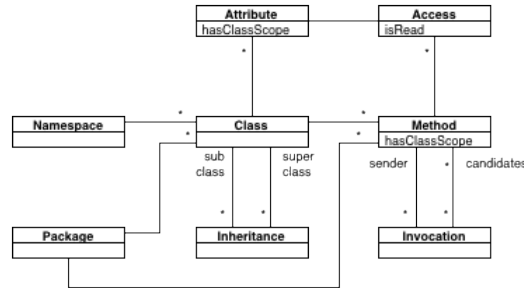 Attribute
hasClassScope
Access
isRead
*
*
Namespace
*
*
Class
*
*
Method
hasClassScope
sub
class
super
class
sender
*
candidates
*
*
*
*
Package
Inheritance
Invocation